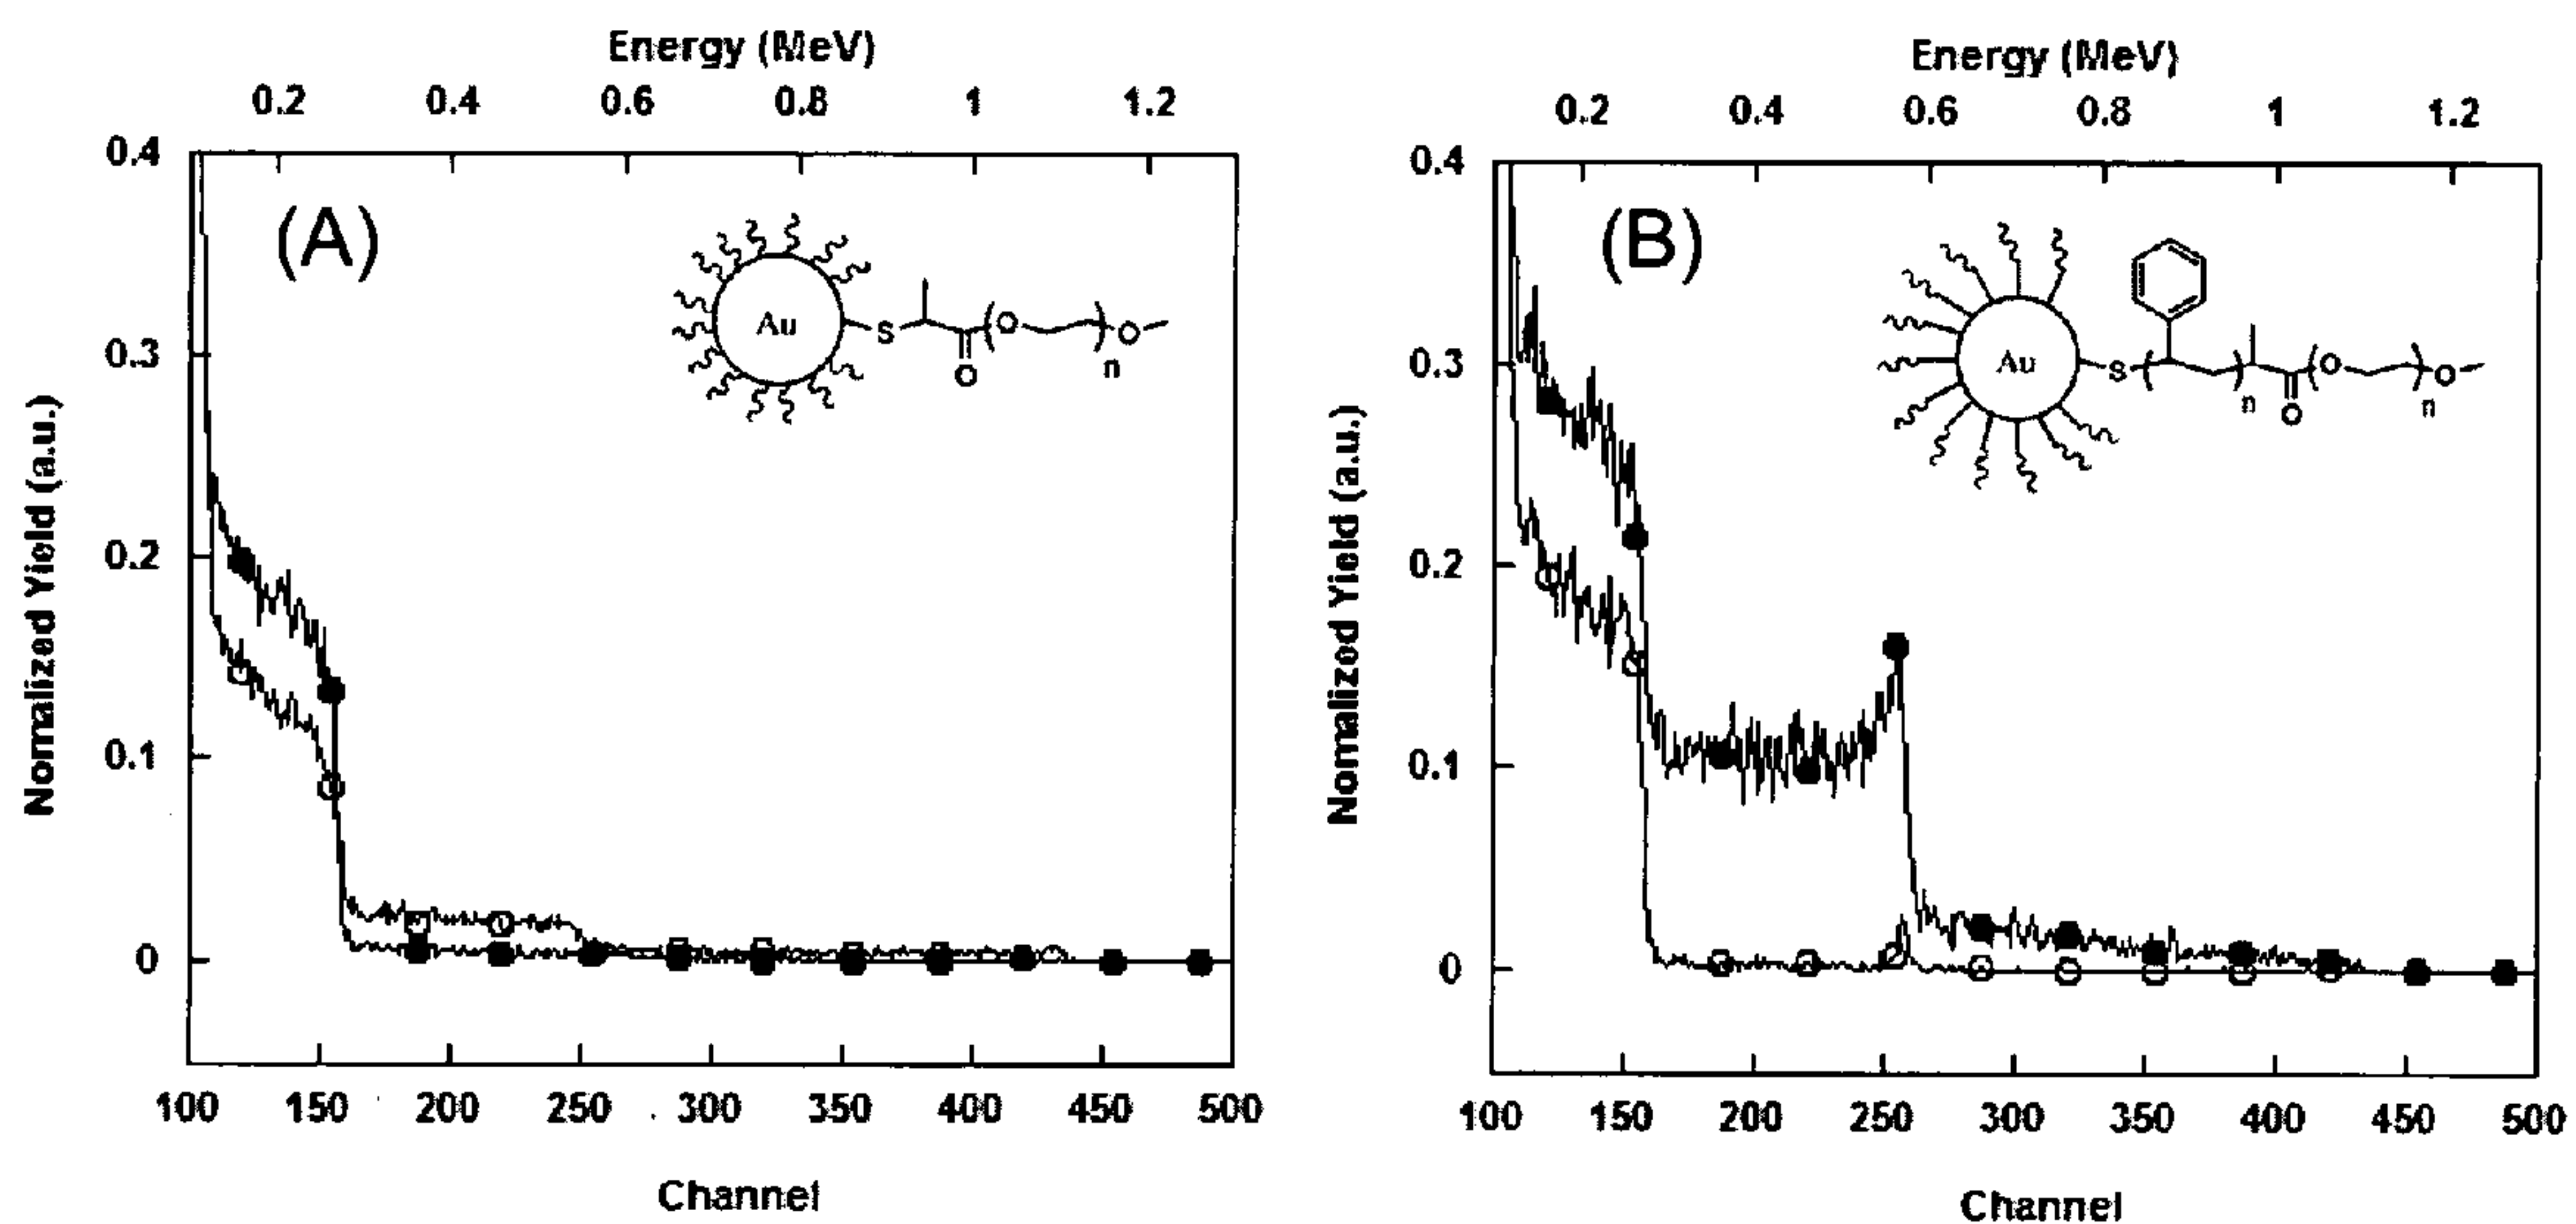 Energy (MeV)
0.2 0.4 0.6 0.8 1 1.2
0.4
0.3
0.2
0.1
0
Nomalized Yield (a.u.)
(A)
Au
S
O
O
n
O
100 150 200 250 300 350 400 450 500
Channel
Energy (MeV)
0.2 0.4 0.6 0.8 1 1.2
0.4
0.3
0.2
0.1
0
Nomalized Yield (a.u.)
(B)
Au
S
n
O
O
n
O
100 150 200 250 300 350 400 450 500
Channel